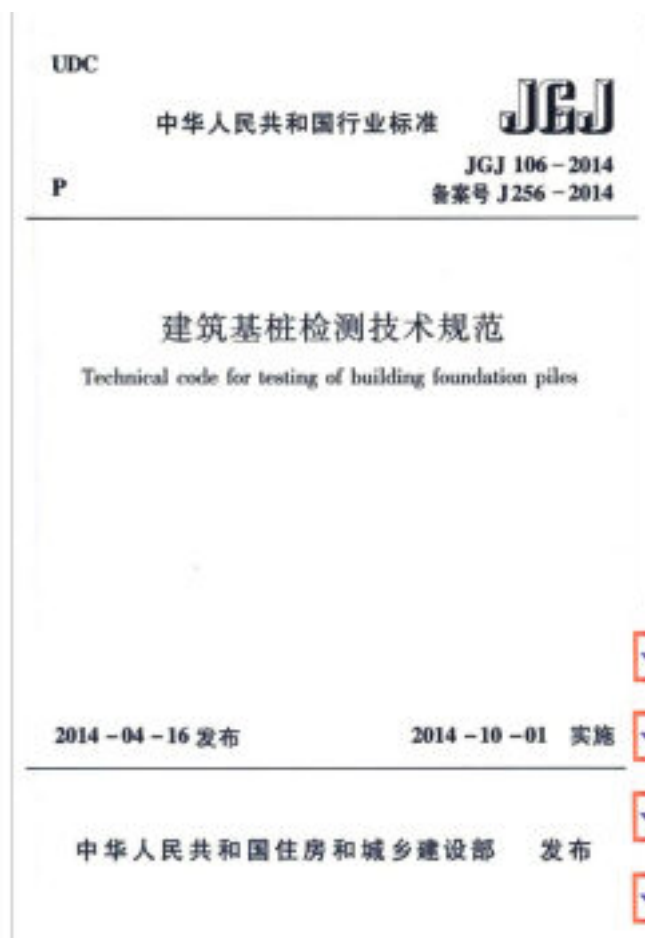 UDC
中华人民共和国行业标准
JGJ
JGJ 106－2014
P
备案号 J256－2014
建筑基桩检测技术规范
Technical code for testing of building foundation piles
2014－04－16 发布
2014－10－01 实施
中华人民共和国住房和城乡建设部 发布